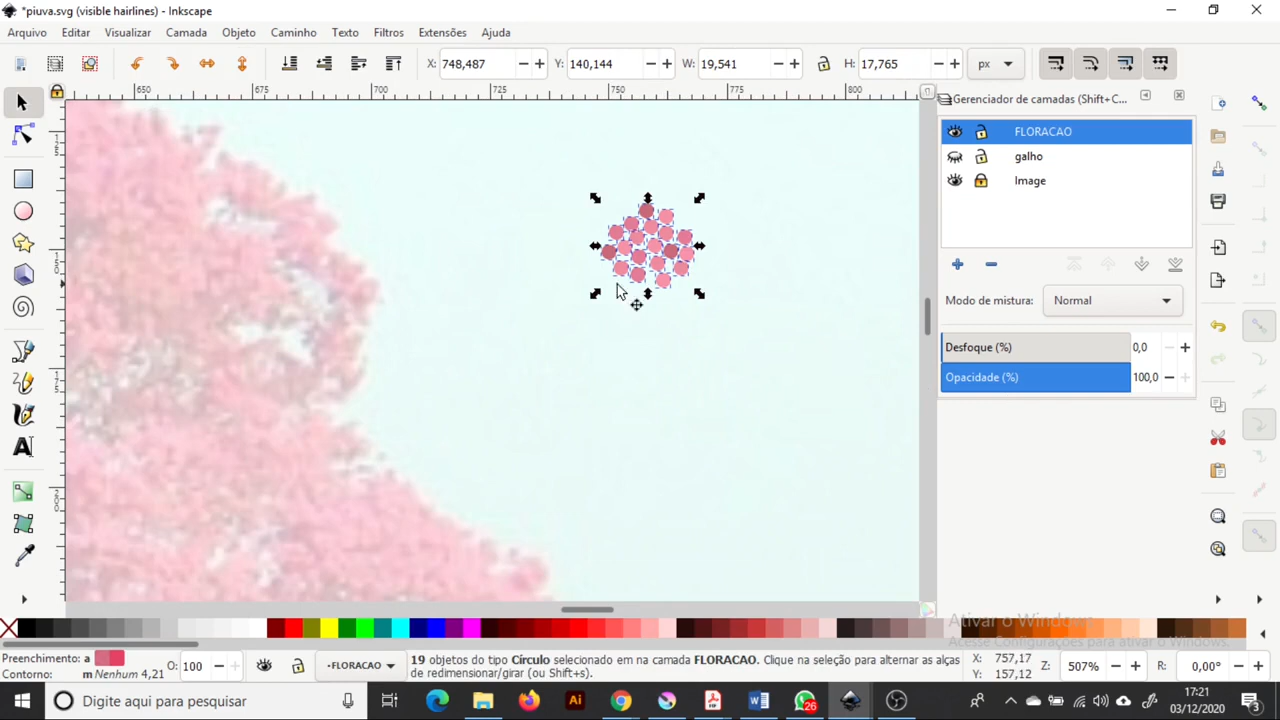 *piuva.svg (visible hairlines) - Inkscape
Arquivo Editar Visualizar Camada Objeto Caminho Texto Filtros Extensões Ajuda
X: 748,487 Y: 140,144 W: 19,541 H: 17,765 px
650 675 700 725 750 775 800
Gerenciador de camadas (Shift+C...
FLORACAO
galho
Image
Modo de mistura: Normal
Desfoque (%) 0,0
Opacidade (%) 100,0
Ativar o Windows
Acesse Configurações para ativar o Windows.
Preenchimento: a
Contorno: m Nenhum 4,21
O: 100
•FLORACAO
19 objetos do tipo Círculo selecionado em na camada FLORACAO. Clique na seleção para alternar as alças
de redimensionar/girar (ou Shift+s).
X: 757,17
Y: 157,12
Z: 507%
R: 0,00°
Digite aqui para pesquisar
26
17:21
03/12/2020
3